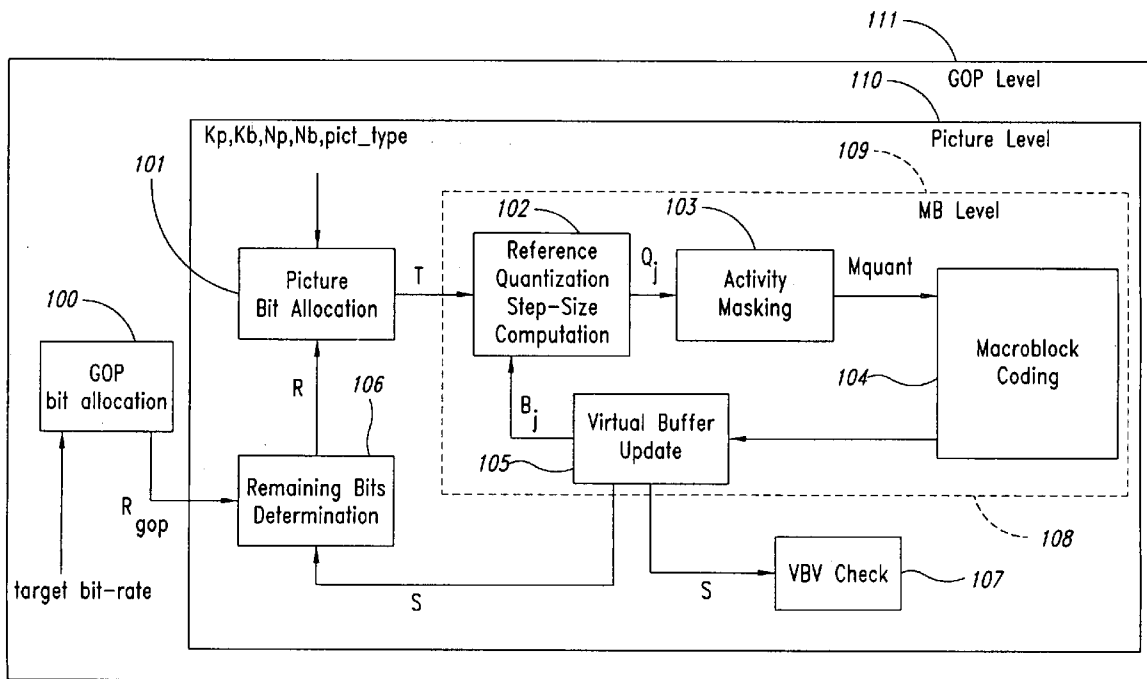 111
GOP Level
110
Kp,Kb,Np,Nb,pict_type
Picture Level
109
101
102
103
MB Level
Reference
Quantization
Step-Size
Computation
Qj
Activity
Masking
Mquant
Picture
Bit Allocation
T
100
GOP
bit allocation
Macroblock
Coding
104
R
106
Bj
Virtual Buffer
Update
105
Remaining Bits
Determination
Rgop
108
VBV Check
107
target bit-rate
S
S